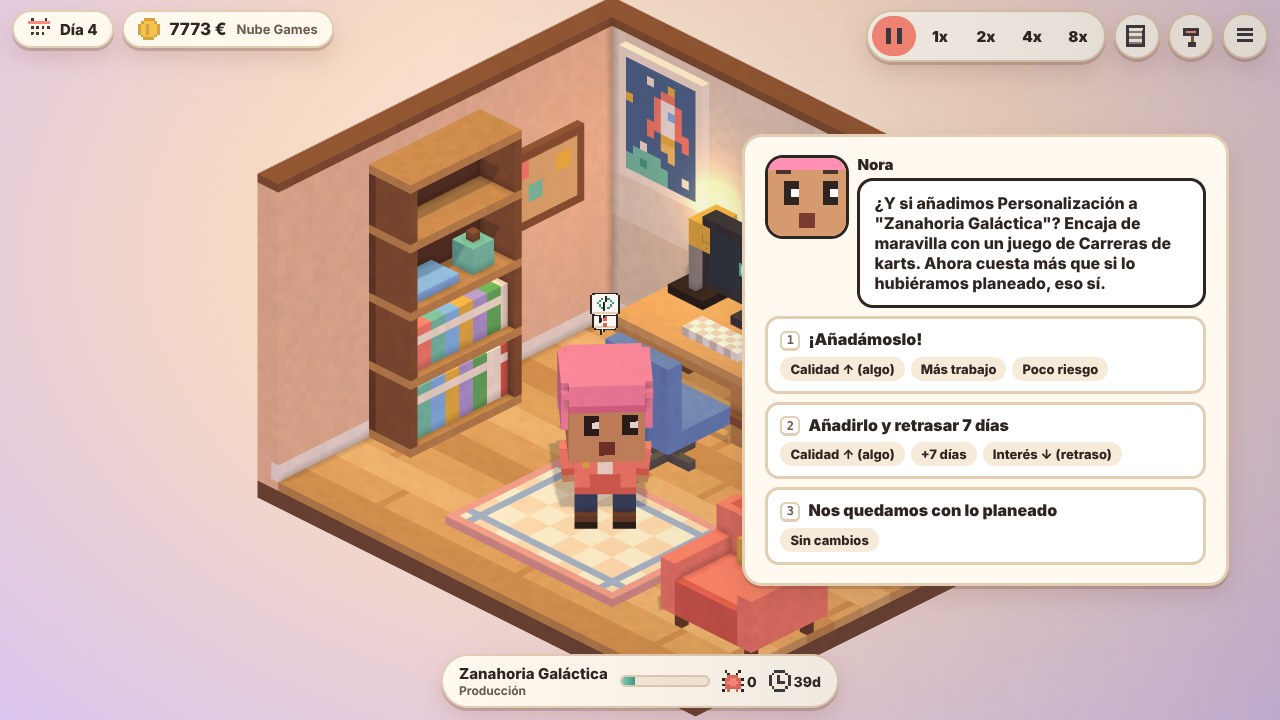 Día 4
7773 € Nube Games
1x 2x 4x 8x
Nora
¿Y si añadimos Personalización a
"Zanahoria Galáctica"? Encaja de
maravilla con un juego de Carreras de
karts. Ahora cuesta más que si lo
hubiéramos planeado, eso sí.
1 ¡Añadámoslo!
Calidad ↑ (algo) Más trabajo Poco riesgo
2 Añadirlo y retrasar 7 días
Calidad ↑ (algo) +7 días Interés ↓ (retraso)
3 Nos quedamos con lo planeado
Sin cambios
Zanahoria Galáctica
Producción
0 39d